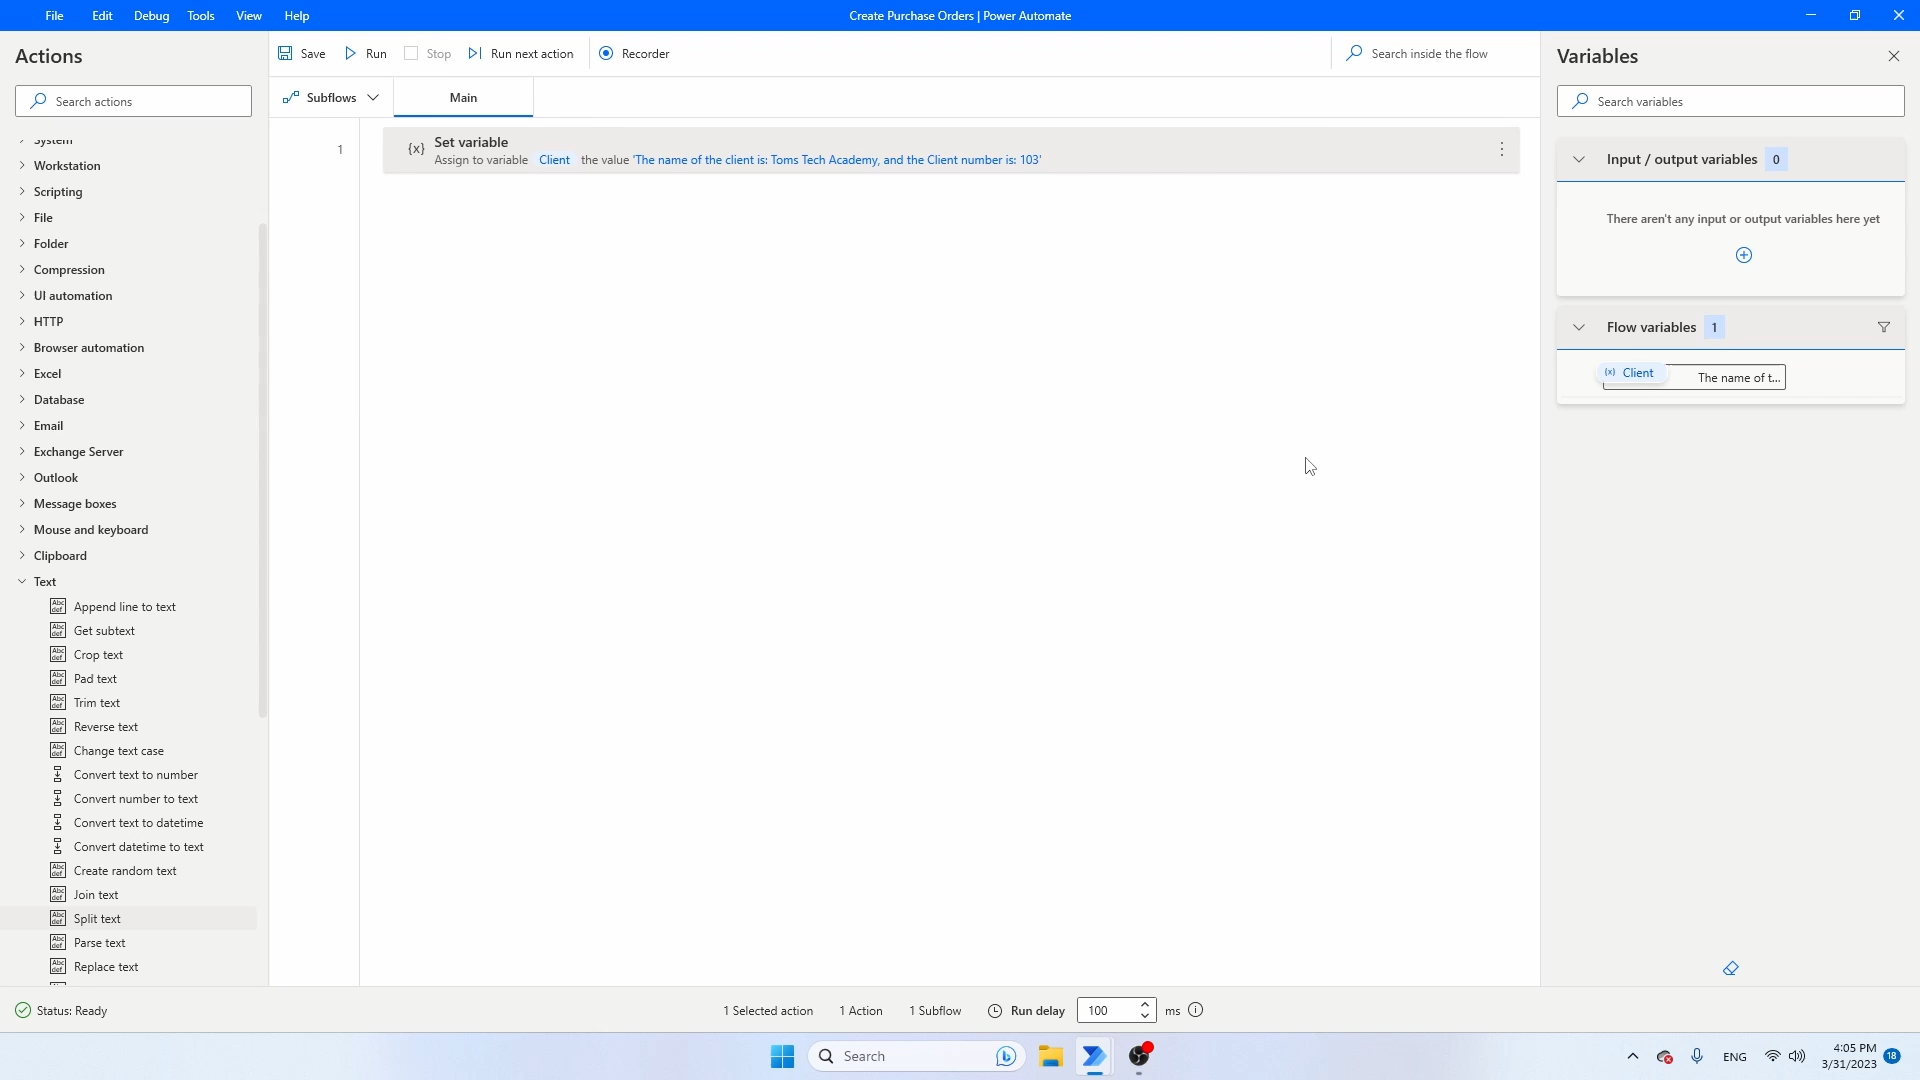 File Edit Debug Tools View Help
Create Purchase Orders | Power Automate
Actions
Search actions
System
Workstation
Scripting
File
Folder
Compression
UI automation
HTTP
Browser automation
Excel
Database
Email
Exchange Server
Outlook
Message boxes
Mouse and keyboard
Clipboard
Text
Append line to text
Get subtext
Crop text
Pad text
Trim text
Reverse text
Change text case
Convert text to number
Convert number to text
Convert text to datetime
Convert datetime to text
Create random text
Join text
Split text
Parse text
Replace text
Save Run Stop Run next action Recorder
Search inside the flow
Subflows Main
1
{x} Set variable
Assign to variable Client the value 'The name of the client is: Toms Tech Academy, and the Client number is: 103'
Variables
Search variables
Input / output variables 0
There aren't any input or output variables here yet
Flow variables 1
(x) Client The name of t...
Status: Ready
1 Selected action 1 Action 1 Subflow Run delay 100 ms
Search
ENG
4:05 PM
3/31/2023
18